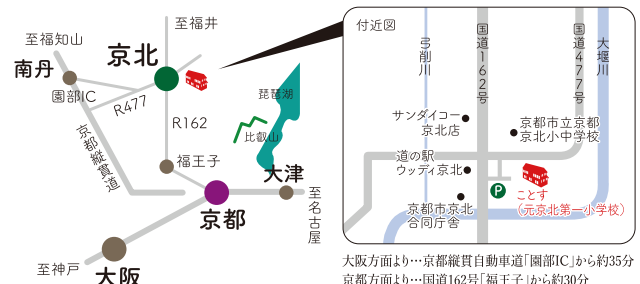 至福井
至福知山
京北
南丹
園部IC
R477
琵琶湖
R162
比叡山
京都縦貫道
福王子
大津
京都
至名古屋
至神戸
大阪
付近図
弓削川
国道162号
国道477号
大堰川
サンダイコー
京北店
京都市立京都
京北小中学校
道の駅
ウッディ京北
P
ことす
(元京北第一小学校)
京都市京北
合同庁舎
大阪方面より…京都縦貫自動車道「園部IC」から約35分
京都方面より…国道162号「福王子」から約30分